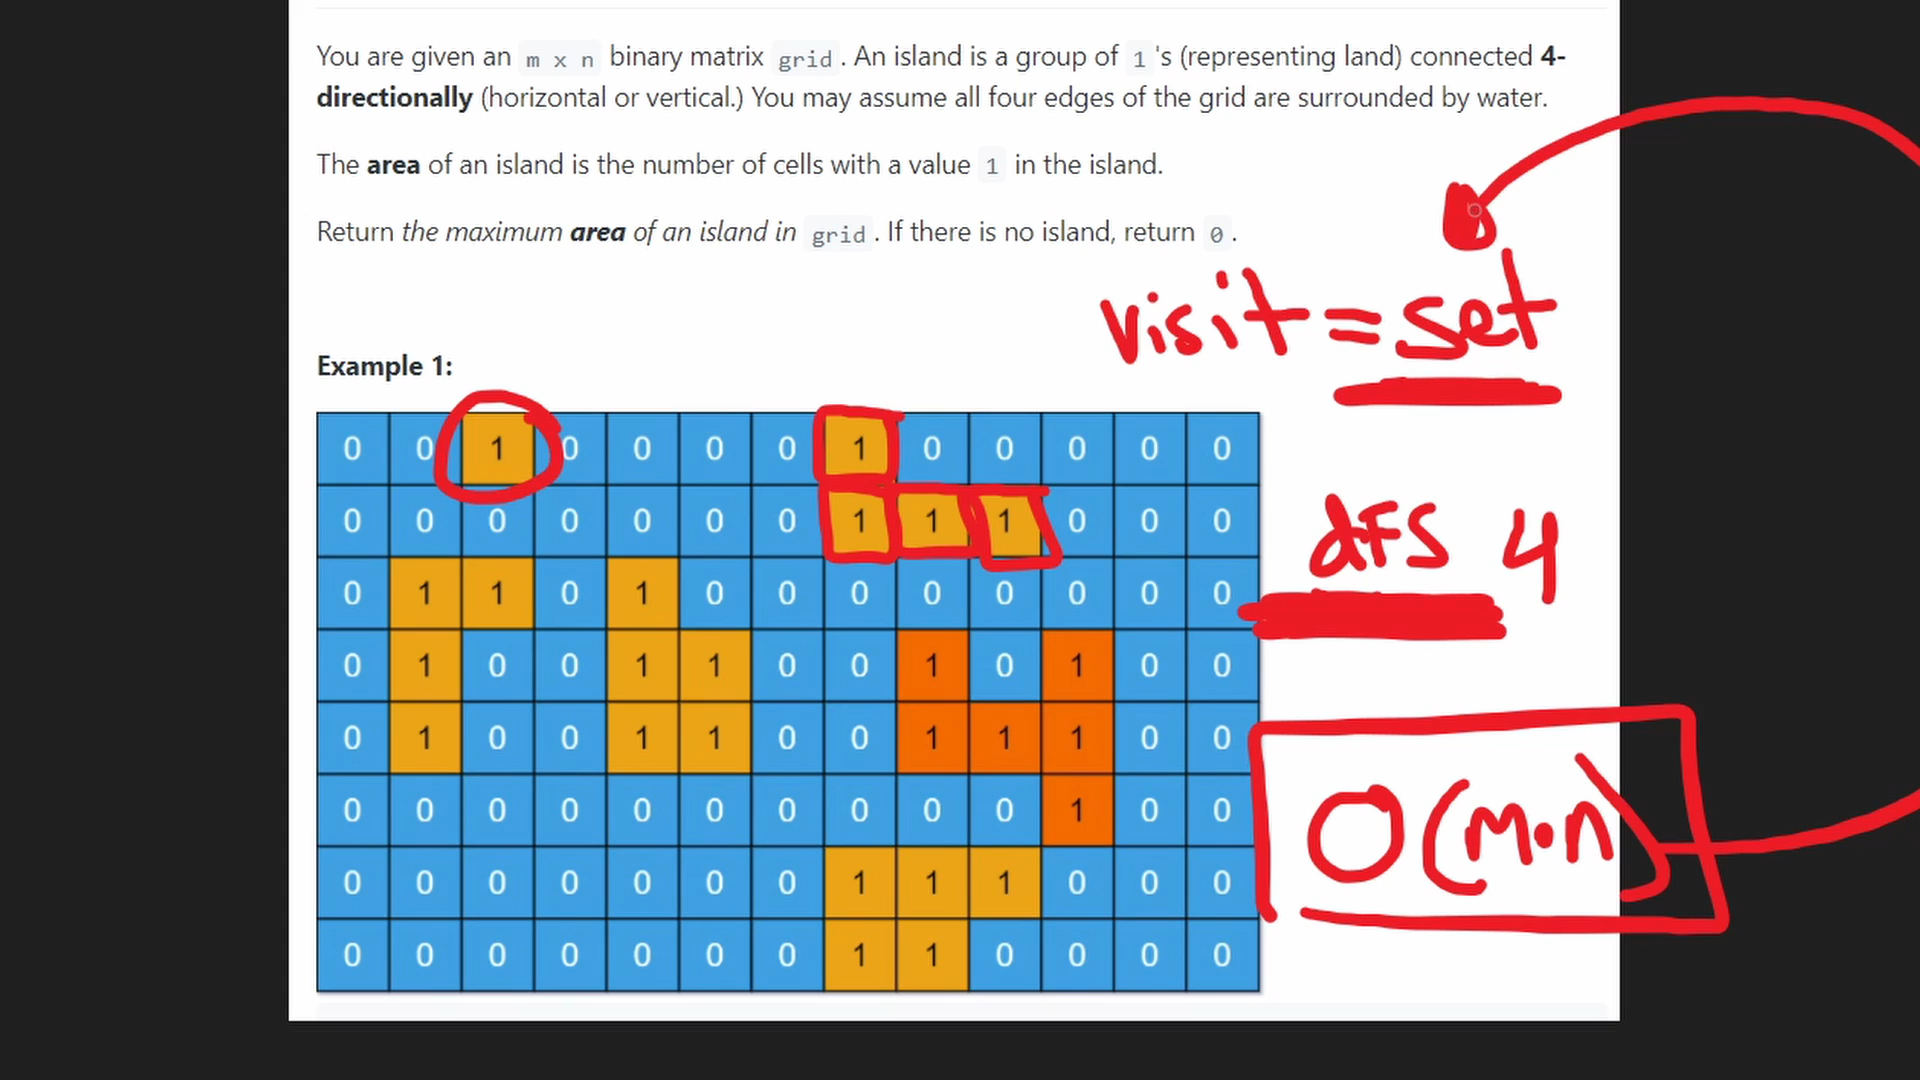 You are given an m x n binary matrix grid . An island is a group of 1 's (representing land) connected 4-
directionally (horizontal or vertical.) You may assume all four edges of the grid are surrounded by water.
The area of an island is the number of cells with a value 1 in the island.
Return the maximum area of an island in grid . If there is no island, return 0 .
visit = set
Example 1:
0 0 1 0 0 0 0 1 0 0 0 0 0
0 0 0 0 0 0 0 1 1 1 0 0 0
dfs 4
0 1 1 0 1 0 0 0 0 0 0 0 0
0 1 0 0 1 1 0 0 1 0 1 0 0
0 1 0 0 1 1 0 0 1 1 1 0 0
0 0 0 0 0 0 0 0 0 0 1 0 0
O(m·n)
0 0 0 0 0 0 0 1 1 1 0 0 0
0 0 0 0 0 0 0 1 1 0 0 0 0